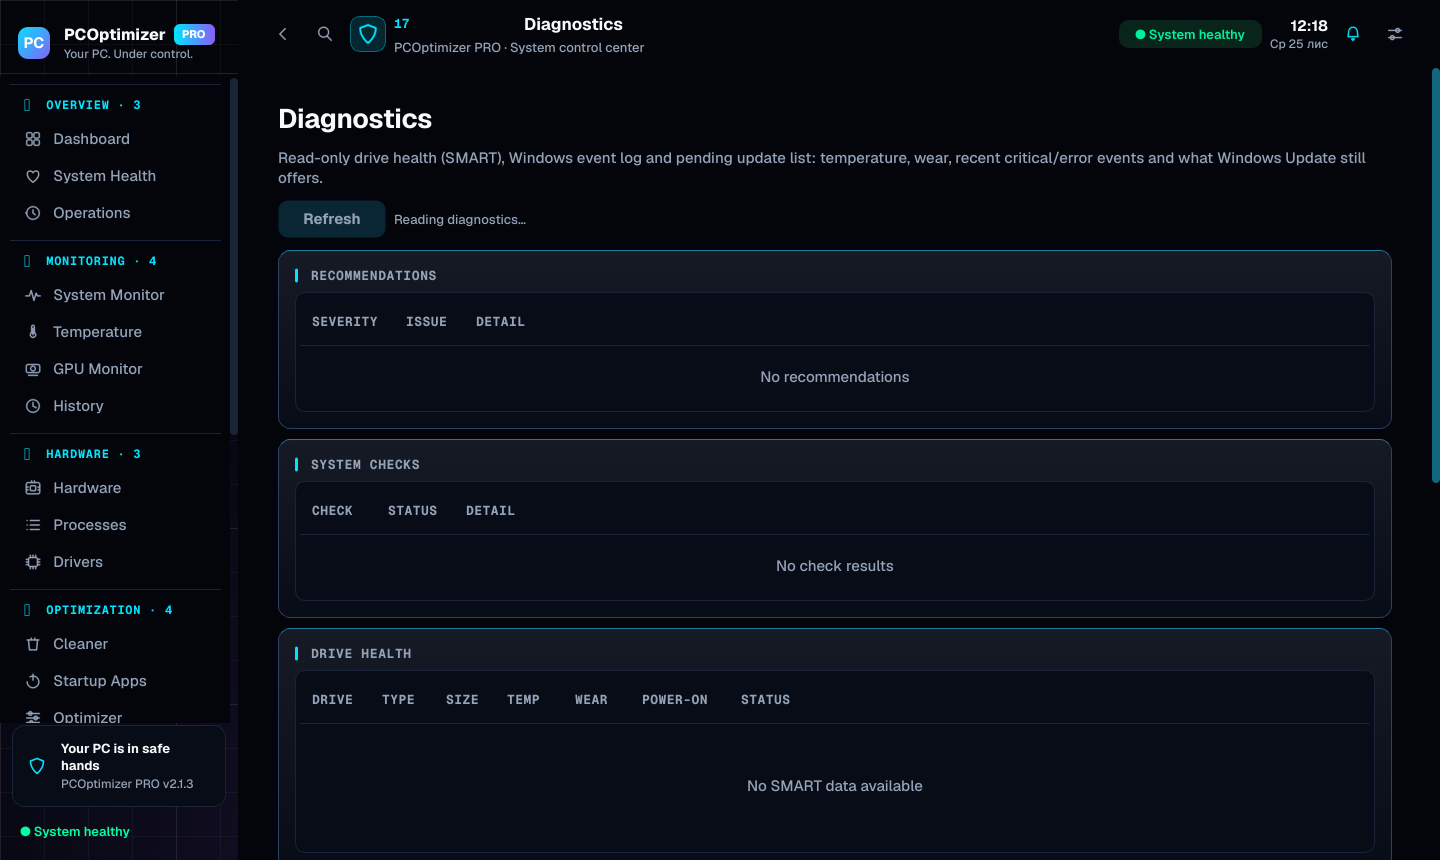 PC
PCOptimizer PRO
Your PC. Under control.
OVERVIEW · 3
Dashboard
System Health
Operations
MONITORING · 4
System Monitor
Temperature
GPU Monitor
History
HARDWARE · 3
Hardware
Processes
Drivers
OPTIMIZATION · 4
Cleaner
Startup Apps
Optimizer
Your PC is in safe
hands
PCOptimizer PRO v2.1.3
System healthy
17
Diagnostics
PCOptimizer PRO · System control center
System healthy
12:18
Ср 25 лис
Diagnostics
Read-only drive health (SMART), Windows event log and pending update list: temperature, wear, recent critical/error events and what Windows Update still
offers.
Refresh
Reading diagnostics...
RECOMMENDATIONS
SEVERITY ISSUE DETAIL
No recommendations
SYSTEM CHECKS
CHECK STATUS DETAIL
No check results
DRIVE HEALTH
DRIVE TYPE SIZE TEMP WEAR POWER-ON STATUS
No SMART data available